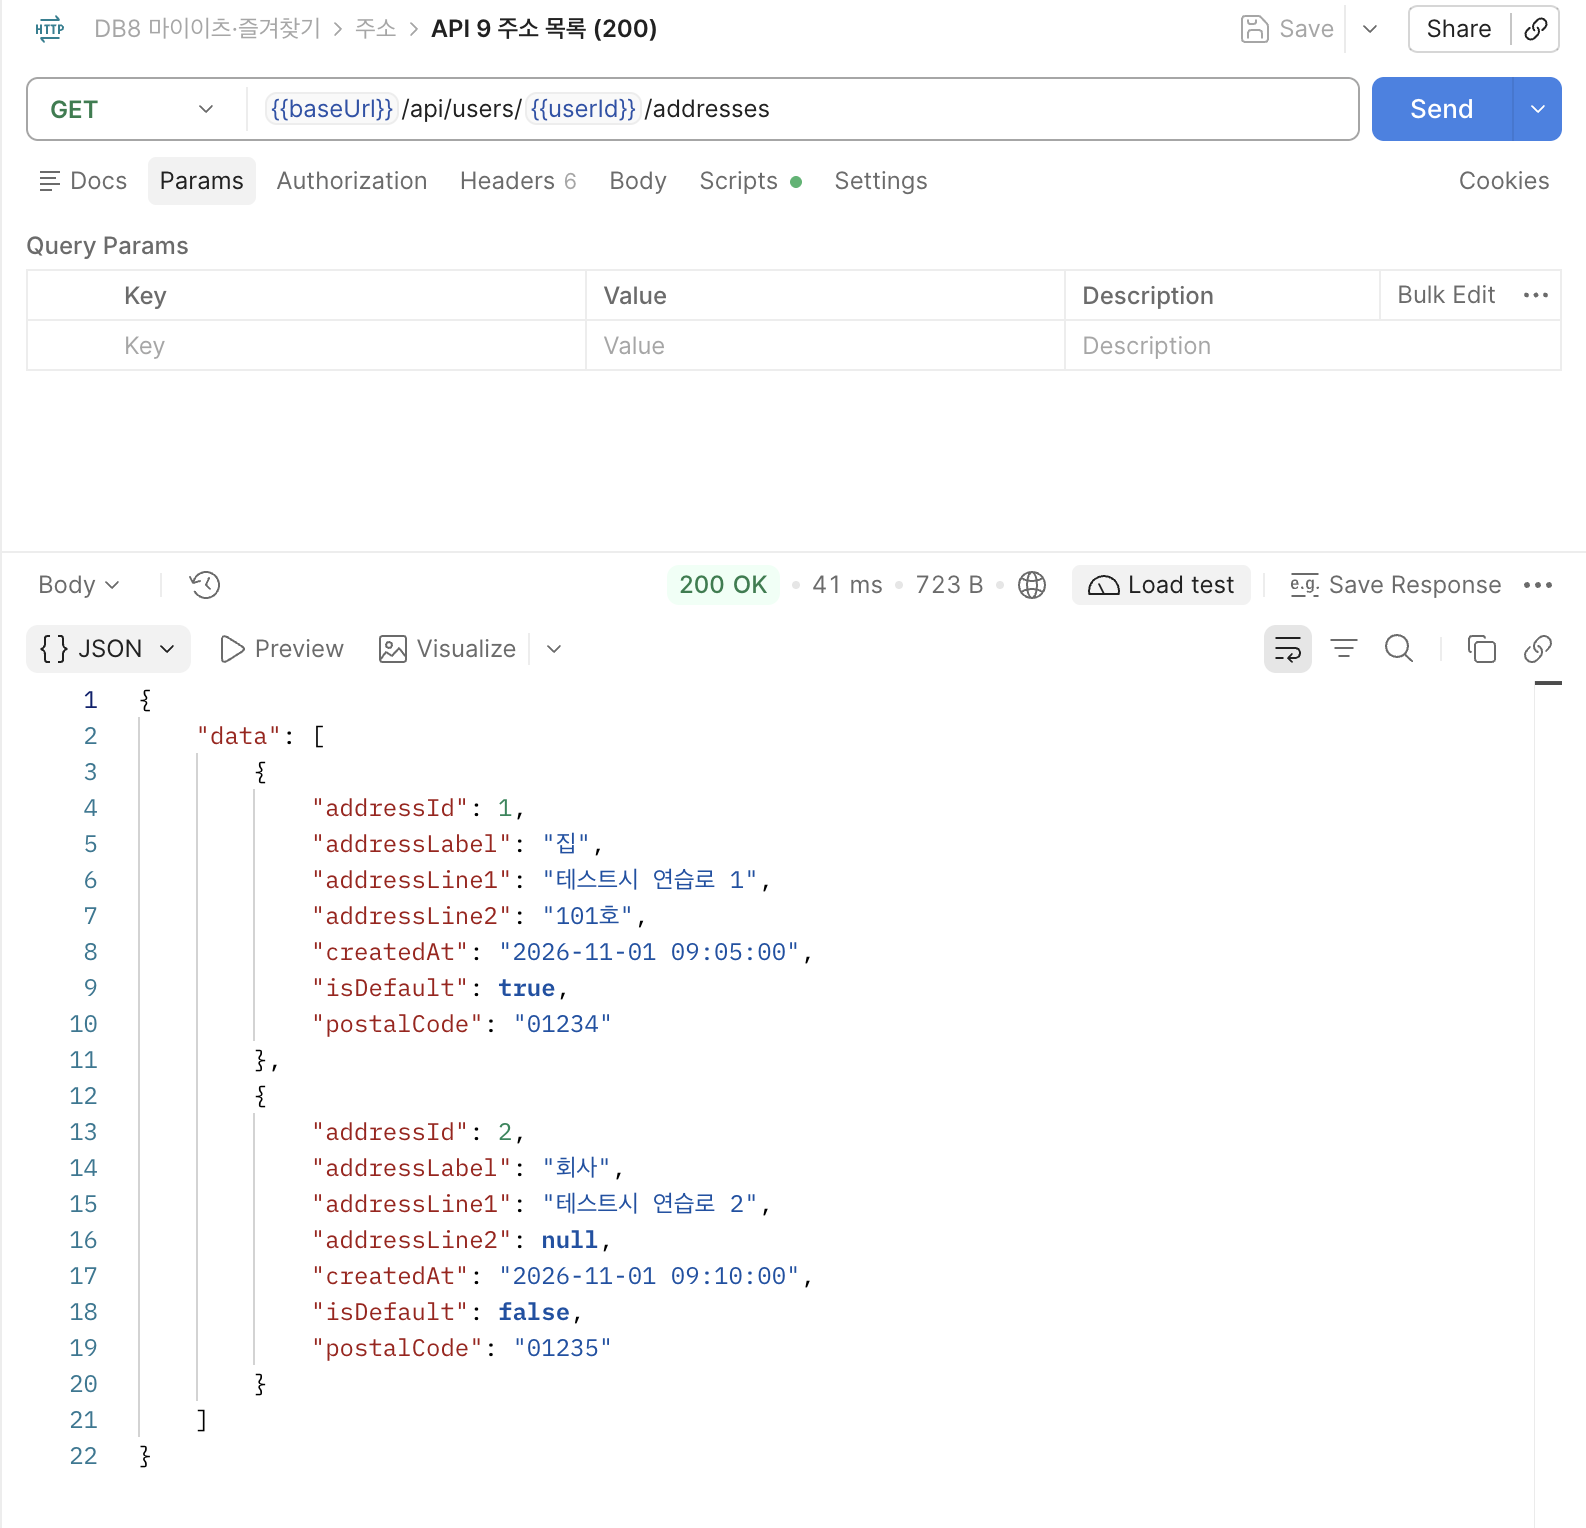 HTTP DB8 마이이츠·즐겨찾기 > 주소 > API 9 주소 목록 (200) Save Share
GET {{baseUrl}} /api/users/ {{userId}} /addresses Send
Docs Params Authorization Headers 6 Body Scripts Settings Cookies
Query Params
Key Value Description Bulk Edit
Key Value Description
Body 200 OK 41 ms 723 B Load test e.g. Save Response
{ } JSON Preview Visualize
1 {
2 "data": [
3 {
4 "addressId": 1,
5 "addressLabel": "집",
6 "addressLine1": "테스트시 연습로 1",
7 "addressLine2": "101호",
8 "createdAt": "2026-11-01 09:05:00",
9 "isDefault": true,
10 "postalCode": "01234"
11 },
12 {
13 "addressId": 2,
14 "addressLabel": "회사",
15 "addressLine1": "테스트시 연습로 2",
16 "addressLine2": null,
17 "createdAt": "2026-11-01 09:10:00",
18 "isDefault": false,
19 "postalCode": "01235"
20 }
21 ]
22 }